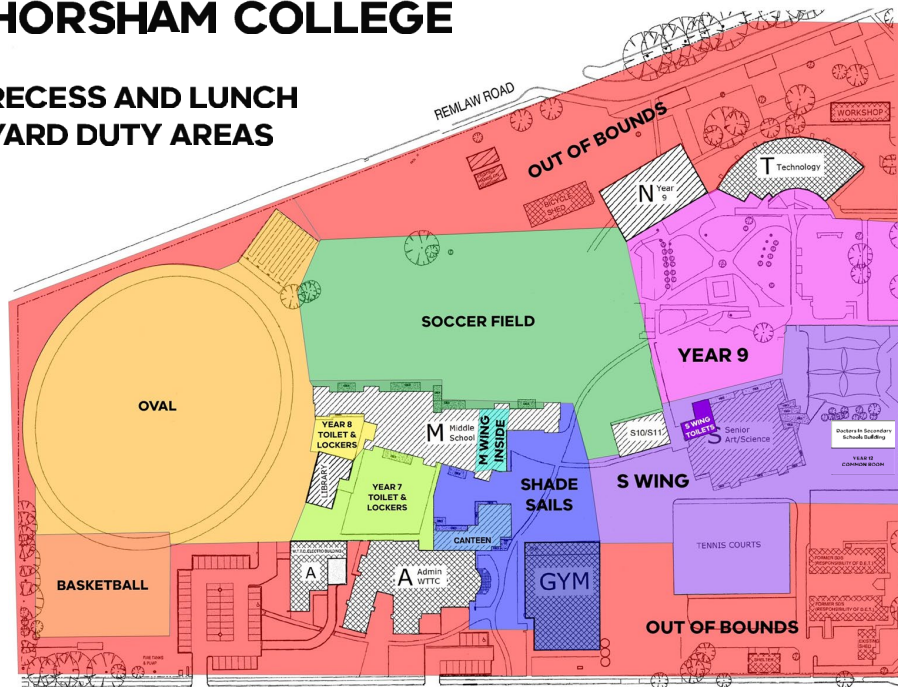 HORSHAM COLLEGE
RECESS AND LUNCH
YARD DUTY AREAS
REMLAW ROAD
OUT OF BOUNDS
WORKSHOP
T Technology
N Year
9
BICYCLE
SHED
SOCCER FIELD
YEAR 9
OVAL
YEAR 8
TOILET &
LOCKERS
M Middle
School
M WING
INSIDE
S10/S11
S WING
TOILETS
S Senior
Art/Science
Doctors in Secondary
Schools Building
YEAR 12
COMMON ROOM
LIBRARY
YEAR 7
TOILET &
LOCKERS
SHADE
SAILS
S WING
CANTEEN
TENNIS COURTS
A
A Admin
WTTC
GYM
BASKETBALL
OUT OF BOUNDS